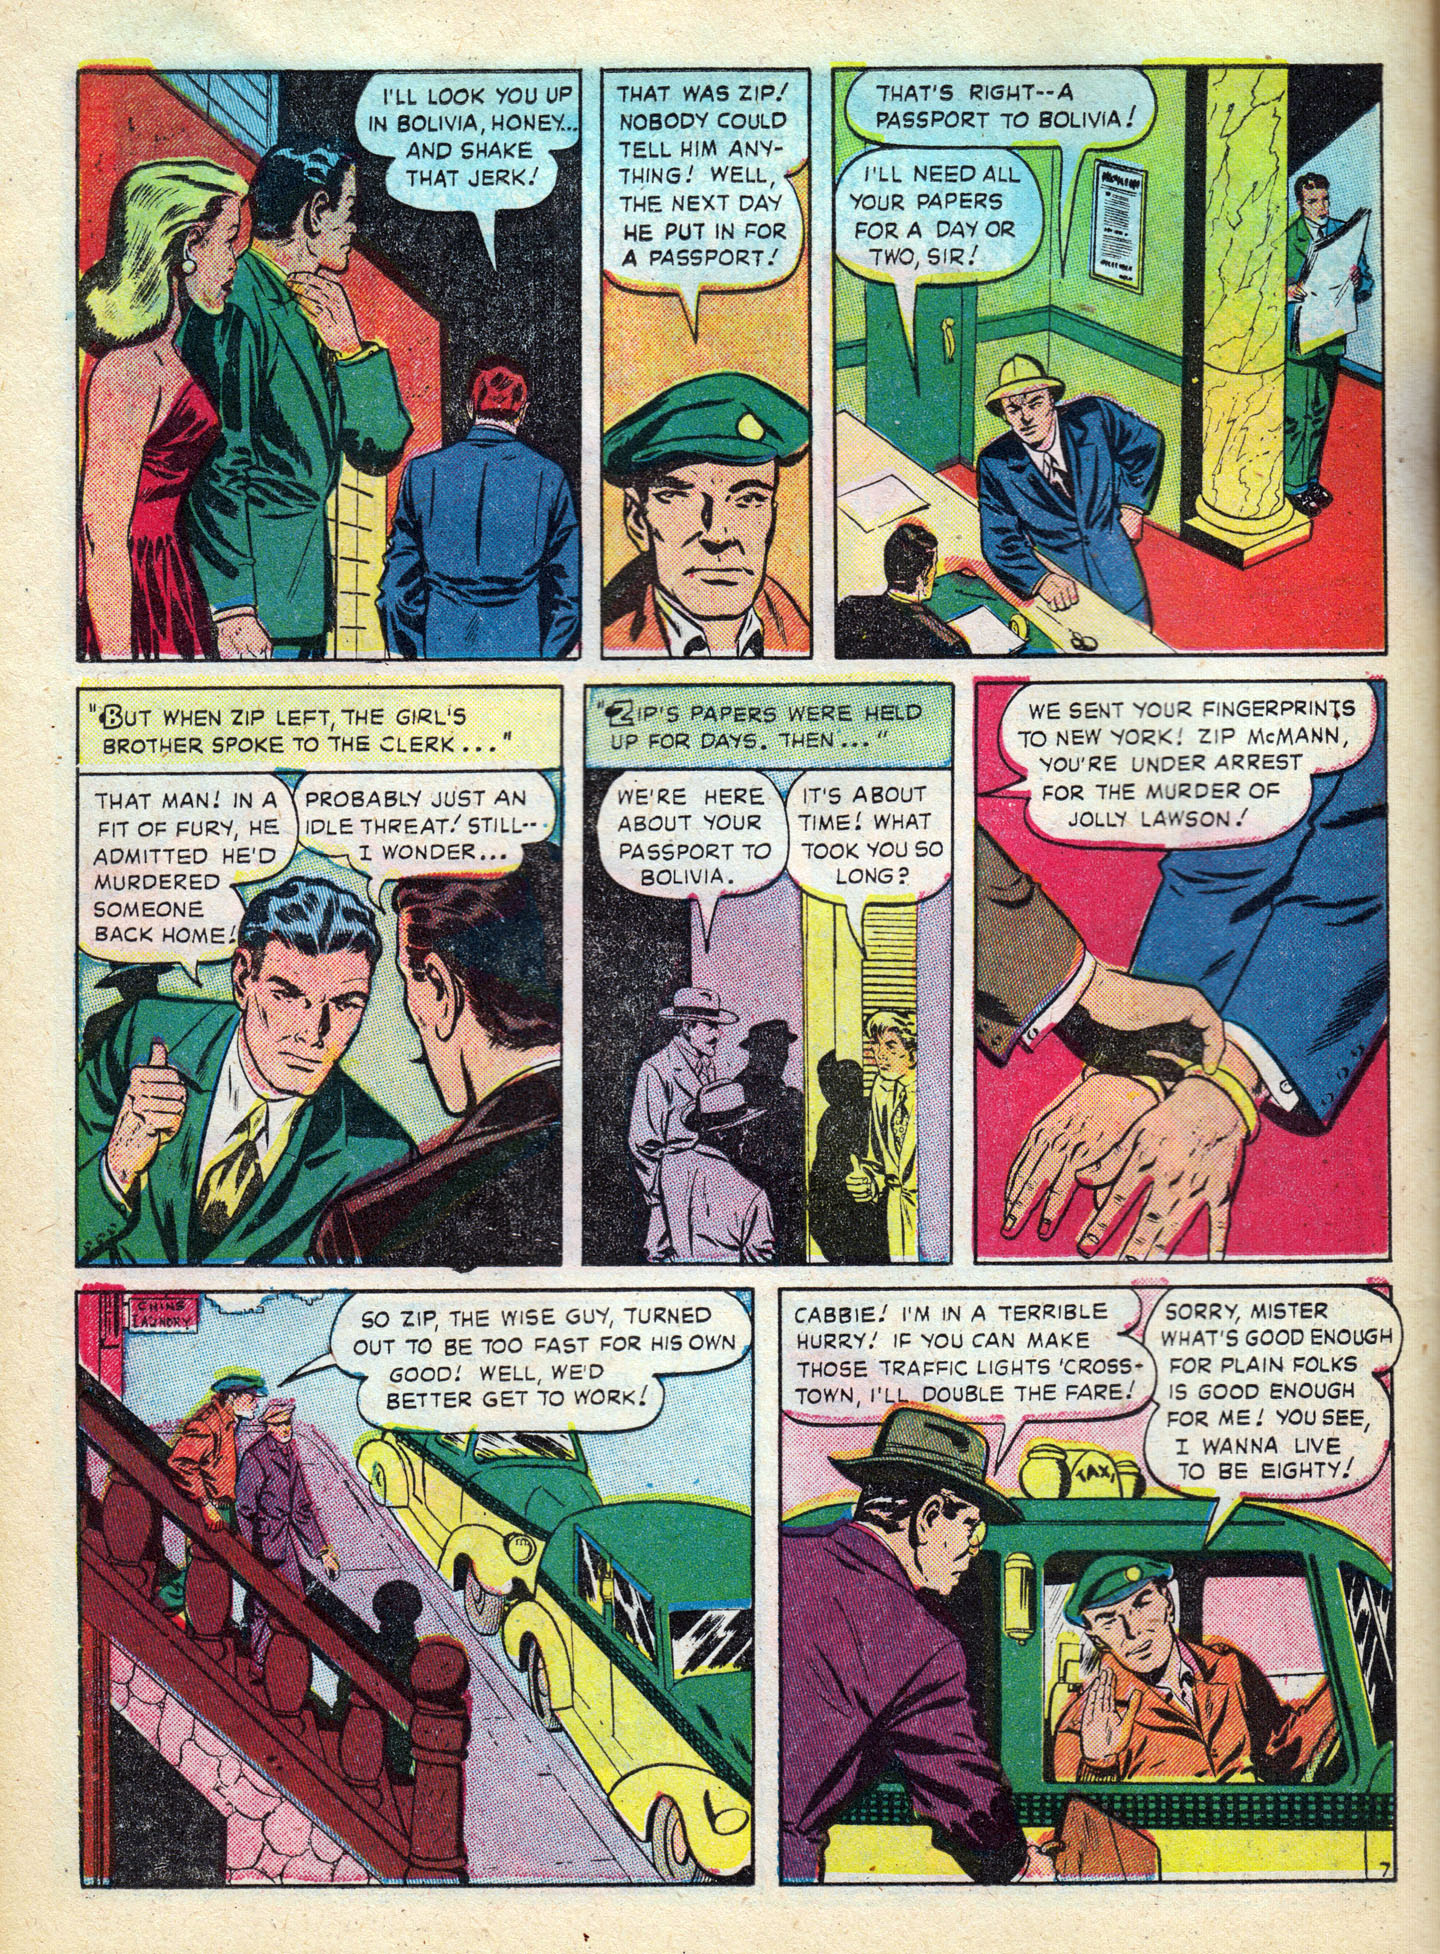 I'LL LOOK YOU UP
IN BOLIVIA, HONEY...
AND SHAKE
THAT JERK!
THAT WAS ZIP!
NOBODY COULD
TELL HIM ANY-
THING! WELL,
THE NEXT DAY
HE PUT IN FOR
A PASSPORT!
THAT'S RIGHT--A
PASSPORT TO BOLIVIA!
I'LL NEED ALL
YOUR PAPERS
FOR A DAY OR
TWO, SIR!
"BUT WHEN ZIP LEFT, THE GIRL'S
BROTHER SPOKE TO THE CLERK..."
THAT MAN! IN A
FIT OF FURY, HE
ADMITTED HE'D
MURDERED
SOMEONE
BACK HOME!
PROBABLY JUST AN
IDLE THREAT! STILL--
I WONDER...
"ZIP'S PAPERS WERE HELD
UP FOR DAYS. THEN..."
WE'RE HERE
ABOUT YOUR
PASSPORT TO
BOLIVIA.
IT'S ABOUT
TIME! WHAT
TOOK YOU SO
LONG?
WE SENT YOUR FINGERPRINTS
TO NEW YORK! ZIP McMANN,
YOU'RE UNDER ARREST
FOR THE MURDER OF
JOLLY LAWSON!
CHINS
LAUNDRY
SO ZIP, THE WISE GUY, TURNED
OUT TO BE TOO FAST FOR HIS OWN
GOOD! WELL, WE'D
BETTER GET TO WORK!
CABBIE! I'M IN A TERRIBLE
HURRY! IF YOU CAN MAKE
THOSE TRAFFIC LIGHTS 'CROSS-
TOWN, I'LL DOUBLE THE FARE!
SORRY, MISTER
WHAT'S GOOD ENOUGH
FOR PLAIN FOLKS
IS GOOD ENOUGH
FOR ME! YOU SEE,
I WANNA LIVE
TO BE EIGHTY!
TAXI
7